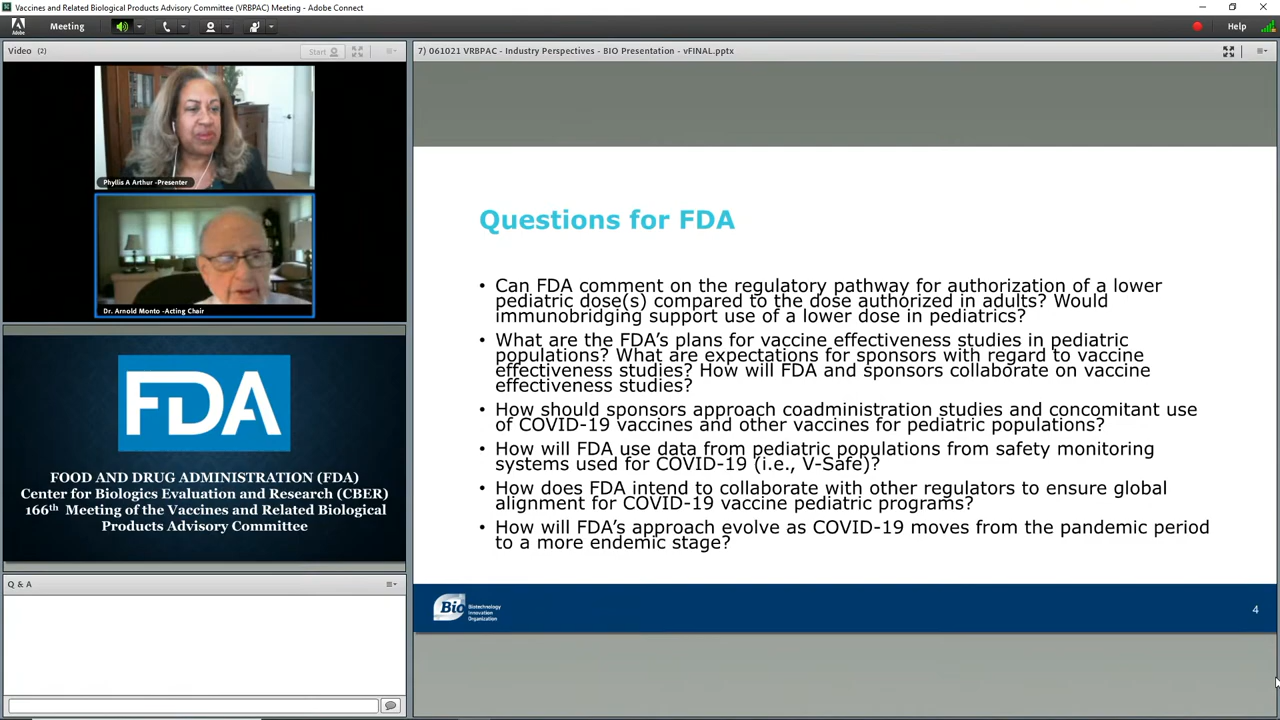 Vaccines and Related Biological Products Advisory Committee (VRBPAC) Meeting - Adobe Connect
Adobe
Meeting
Help
Video (2)
Start
7) 061021 VRBPAC - Industry Perspectives - BIO Presentation - vFINAL.pptx
Phyllis A Arthur -Presenter
Dr. Arnold Monto -Acting Chair
FDA
FOOD AND DRUG ADMINISTRATION (FDA)
Center for Biologics Evaluation and Research (CBER)
166th Meeting of the Vaccines and Related Biological
Products Advisory Committee
Q & A
Questions for FDA
• Can FDA comment on the regulatory pathway for authorization of a lower
pediatric dose(s) compared to the dose authorized in adults? Would
immunobridging support use of a lower dose in pediatrics?
• What are the FDA's plans for vaccine effectiveness studies in pediatric
populations? What are expectations for sponsors with regard to vaccine
effectiveness studies? How will FDA and sponsors collaborate on vaccine
effectiveness studies?
• How should sponsors approach coadministration studies and concomitant use
of COVID-19 vaccines and other vaccines for pediatric populations?
• How will FDA use data from pediatric populations from safety monitoring
systems used for COVID-19 (i.e., V-Safe)?
• How does FDA intend to collaborate with other regulators to ensure global
alignment for COVID-19 vaccine pediatric programs?
• How will FDA's approach evolve as COVID-19 moves from the pandemic period
to a more endemic stage?
Bio
Biotechnology
Innovation
Organization
4